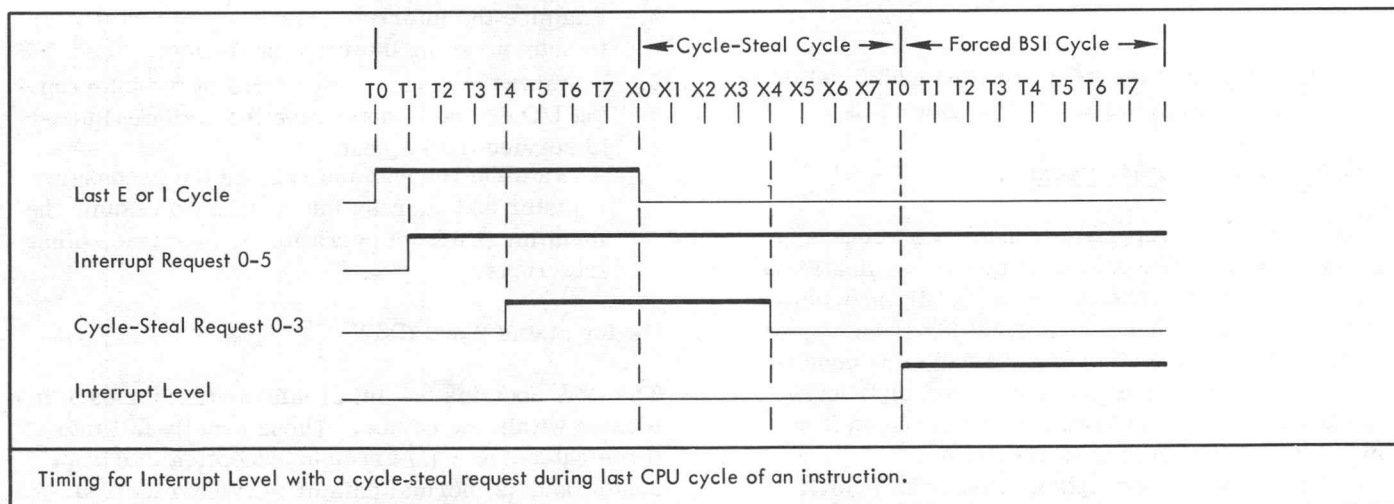 Cycle-Steal Cycle Forced BSI Cycle
T0 T1 T2 T3 T4 T5 T6 T7 X0 X1 X2 X3 X4 X5 X6 X7 T0 T1 T2 T3 T4 T5 T6 T7
Last E or I Cycle
Interrupt Request 0-5
Cycle-Steal Request 0-3
Interrupt Level
Timing for Interrupt Level with a cycle-steal request during last CPU cycle of an instruction.